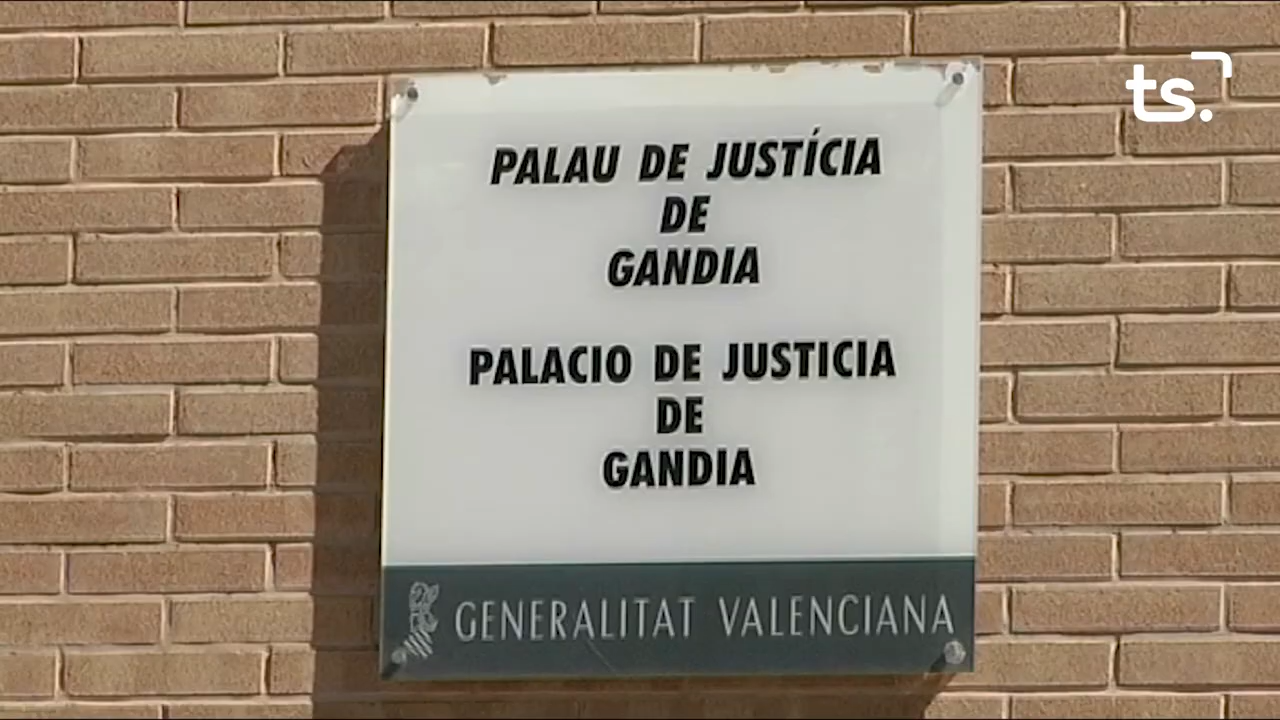 ts.
PALAU DE JUSTÍCIA
DE
GANDIA
PALACIO DE JUSTICIA
DE
GANDIA
GENERALITAT VALENCIANA